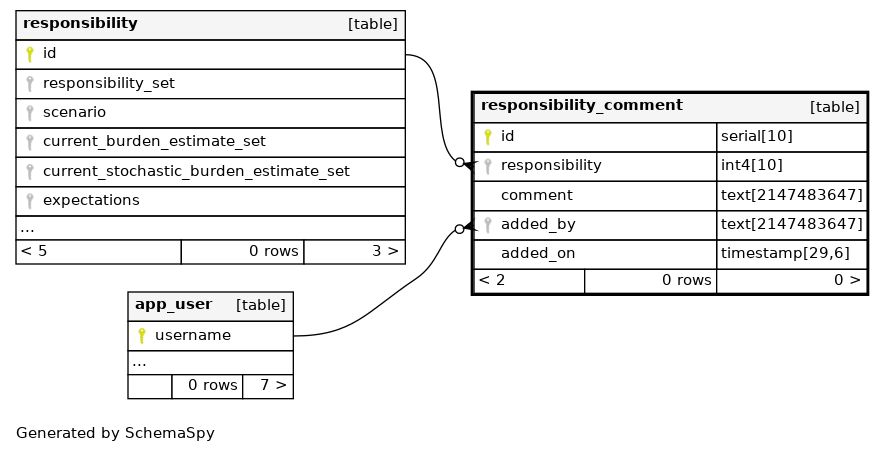 responsibility [table]
id
responsibility_set
scenario
current_burden_estimate_set
current_stochastic_burden_estimate_set
expectations
...
< 5 0 rows 3 >
app_user [table]
username
...
0 rows 7 >
responsibility_comment [table]
id serial[10]
responsibility int4[10]
comment text[2147483647]
added_by text[2147483647]
added_on timestamp[29,6]
< 2 0 rows 0 >
Generated by SchemaSpy